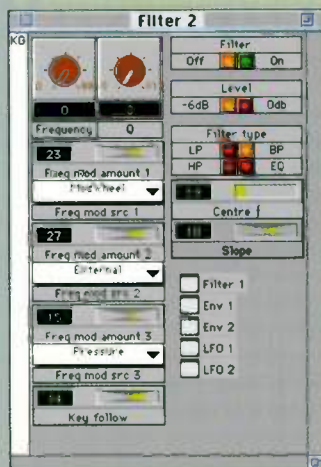 Filter 2
KG
0
Frequency
Q
23
Freq mod amount 1
Modwheel
Freq mod src 1
27
Freq mod amount 2
External
Freq mod src 2
Freq mod amount 3
Pressure
Freq mod src 3
Key follow
Filter
Off On
Level
-6dB 0db
Filter type
LP BP
HP EQ
Centre f
Slope
Filter 1
Env 1
Env 2
LFO 1
LFO 2